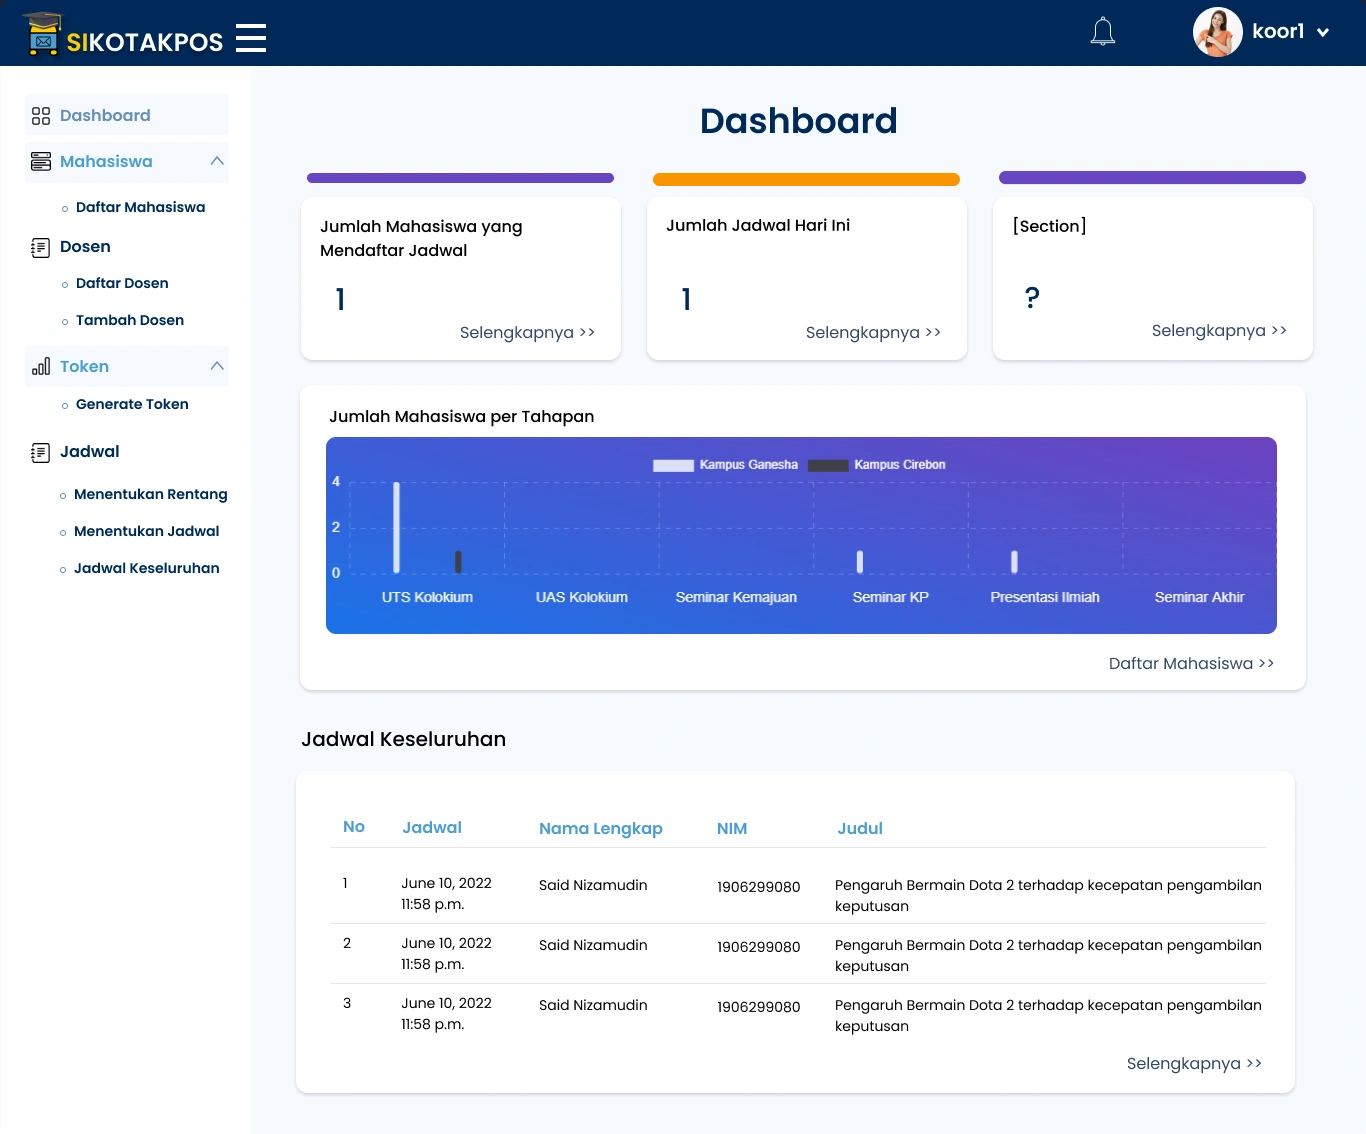 SIKOTAKPOS
koor1
Dashboard
Mahasiswa
Daftar Mahasiswa
Dosen
Daftar Dosen
Tambah Dosen
Token
Generate Token
Jadwal
Menentukan Rentang
Menentukan Jadwal
Jadwal Keseluruhan
Dashboard
Jumlah Mahasiswa yang
Mendaftar Jadwal
1
Selengkapnya >>
Jumlah Jadwal Hari Ini
1
Selengkapnya >>
[Section]
?
Selengkapnya >>
Jumlah Mahasiswa per Tahapan
Kampus Ganesha Kampus Cirebon
4
2
0
UTS Kolokium UAS Kolokium Seminar Kemajuan Seminar KP Presentasi Ilmiah Seminar Akhir
Daftar Mahasiswa >>
Jadwal Keseluruhan
No Jadwal Nama Lengkap NIM Judul
1 June 10, 2022 Said Nizamudin 1906299080 Pengaruh Bermain Dota 2 terhadap kecepatan pengambilan
11:58 p.m. keputusan
2 June 10, 2022 Said Nizamudin 1906299080 Pengaruh Bermain Dota 2 terhadap kecepatan pengambilan
11:58 p.m. keputusan
3 June 10, 2022 Said Nizamudin 1906299080 Pengaruh Bermain Dota 2 terhadap kecepatan pengambilan
11:58 p.m. keputusan
Selengkapnya >>